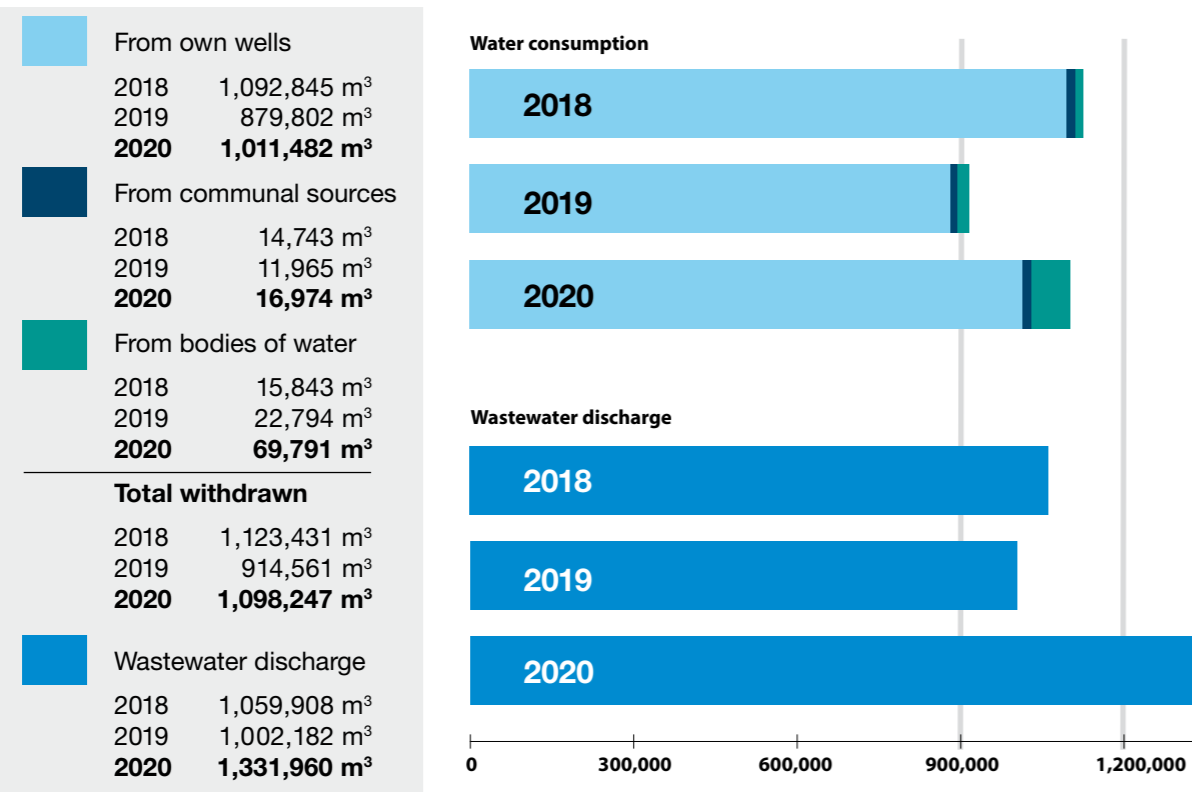 From own wells
2018 1,092,845 m³
2019 879,802 m³
2020 1,011,482 m³
From communal sources
2018 14,743 m³
2019 11,965 m³
2020 16,974 m³
From bodies of water
2018 15,843 m³
2019 22,794 m³
2020 69,791 m³
Total withdrawn
2018 1,123,431 m³
2019 914,561 m³
2020 1,098,247 m³
Wastewater discharge
2018 1,059,908 m³
2019 1,002,182 m³
2020 1,331,960 m³
Water consumption
2018
2019
2020
Wastewater discharge
2018
2019
2020
0 300,000 600,000 900,000 1,200,000